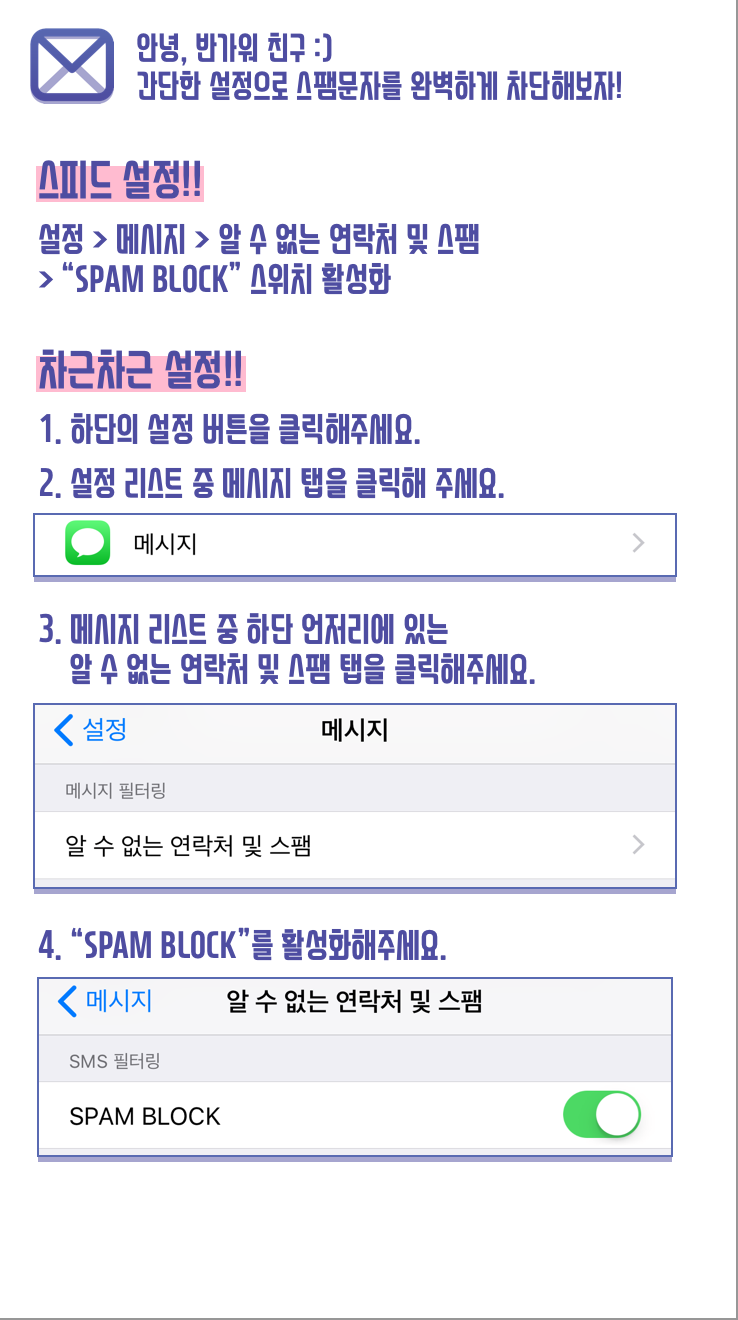 안녕, 반가워 친구 :)
간단한 설정으로 스팸문자를 완벽하게 차단해보자!
스피드 설정!!
설정 > 메시지 > 알 수 없는 연락처 및 스팸
> “SPAM BLOCK” 스위치 활성화
차근차근 설정!!
1. 하단의 설정 버튼을 클릭해주세요.
2. 설정 리스트 중 메시지 탭을 클릭해 주세요.
메시지
3. 메시지 리스트 중 하단 언저리에 있는
알 수 없는 연락처 및 스팸 탭을 클릭해주세요.
설정 메시지
메시지 필터링
알 수 없는 연락처 및 스팸
4. “SPAM BLOCK”를 활성화해주세요.
메시지 알 수 없는 연락처 및 스팸
SMS 필터링
SPAM BLOCK